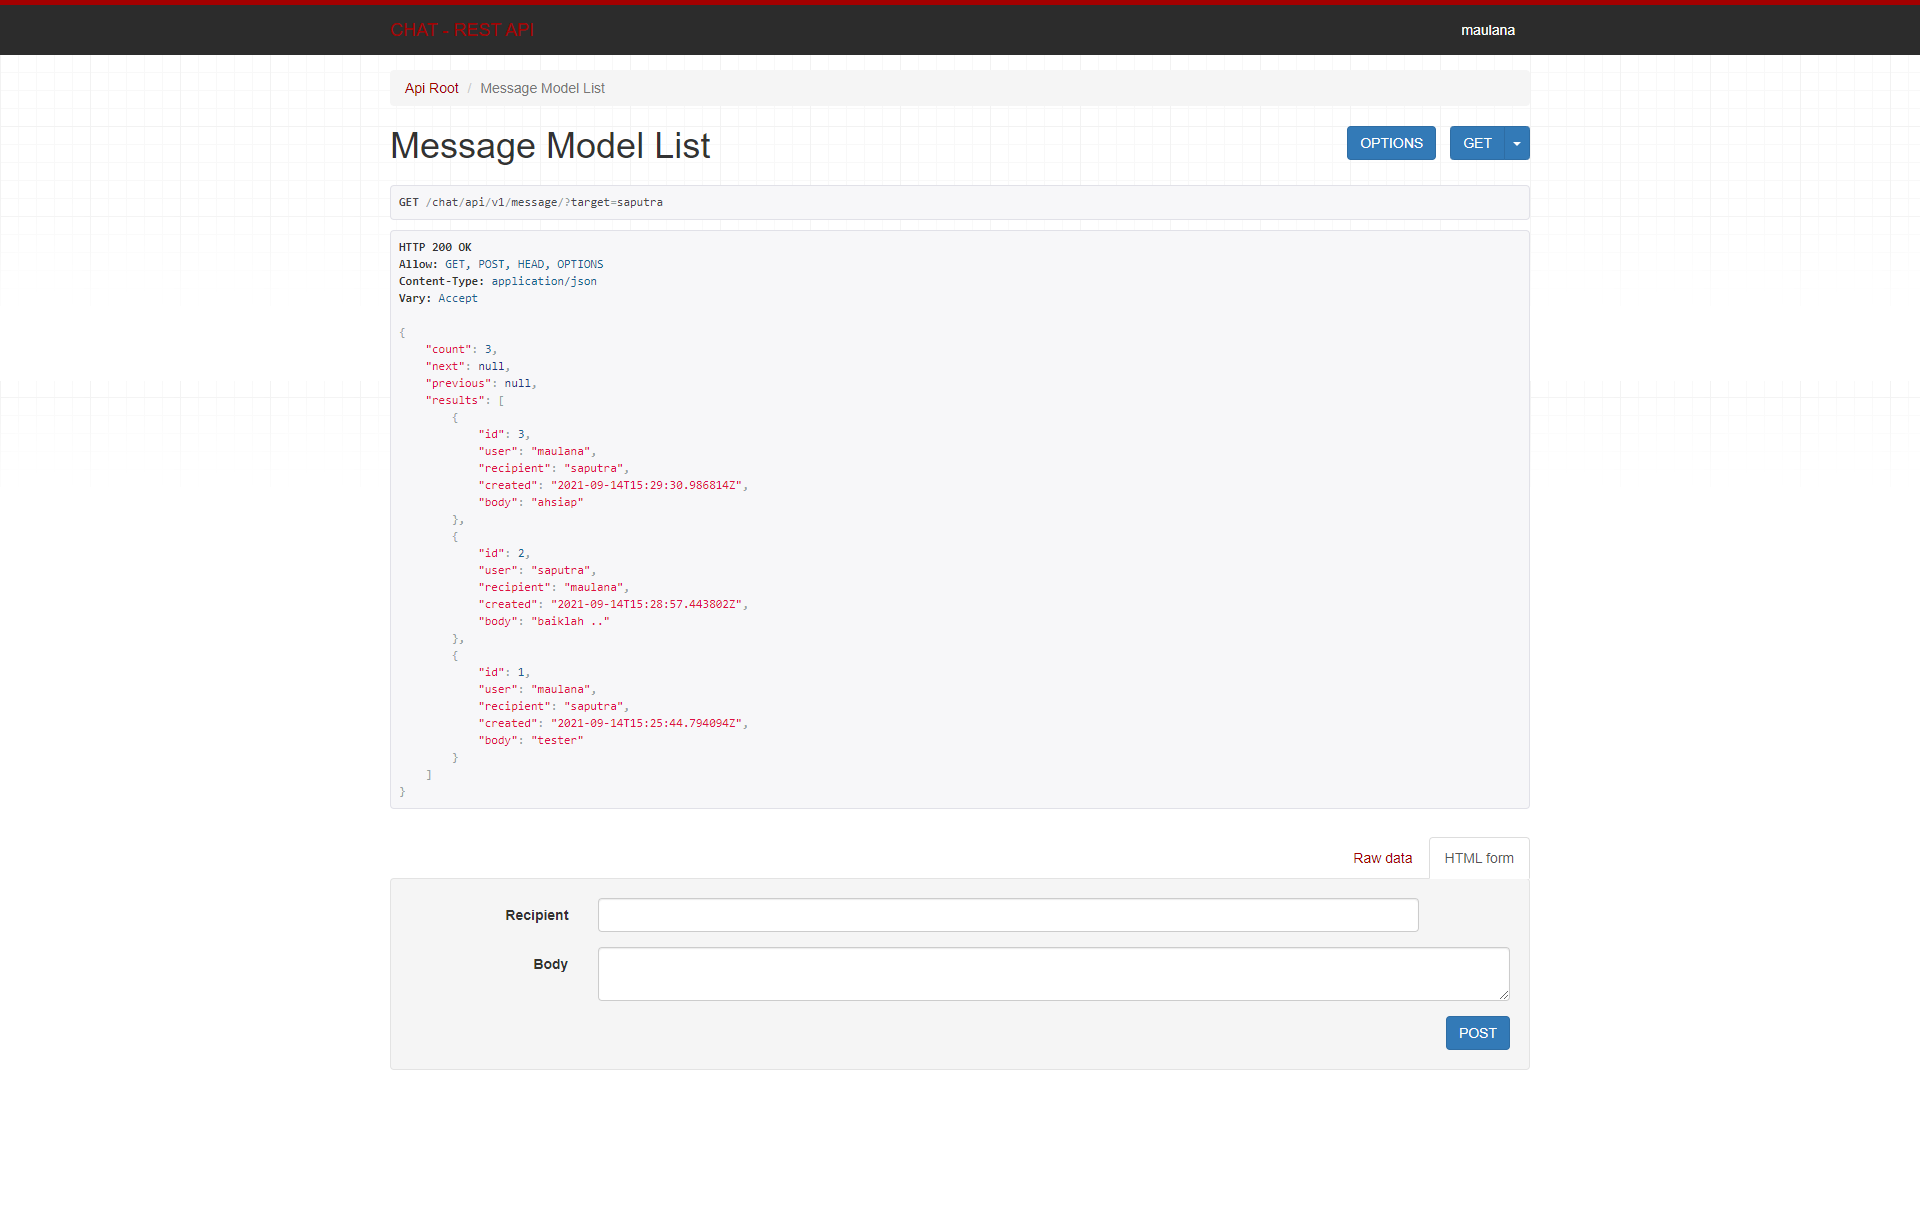 CHAT - REST API
maulana
Api Root / Message Model List
Message Model List
OPTIONS
GET
GET /chat/api/v1/message/?target=saputra
HTTP 200 OK
Allow: GET, POST, HEAD, OPTIONS
Content-Type: application/json
Vary: Accept
{
    "count": 3,
    "next": null,
    "previous": null,
    "results": [
        {
            "id": 3,
            "user": "maulana",
            "recipient": "saputra",
            "created": "2021-09-14T15:29:30.986814Z",
            "body": "ahsiap"
        },
        {
            "id": 2,
            "user": "saputra",
            "recipient": "maulana",
            "created": "2021-09-14T15:28:57.443802Z",
            "body": "baiklah .."
        },
        {
            "id": 1,
            "user": "maulana",
            "recipient": "saputra",
            "created": "2021-09-14T15:25:44.794094Z",
            "body": "tester"
        }
    ]
}
Raw data
HTML form
Recipient
Body
POST